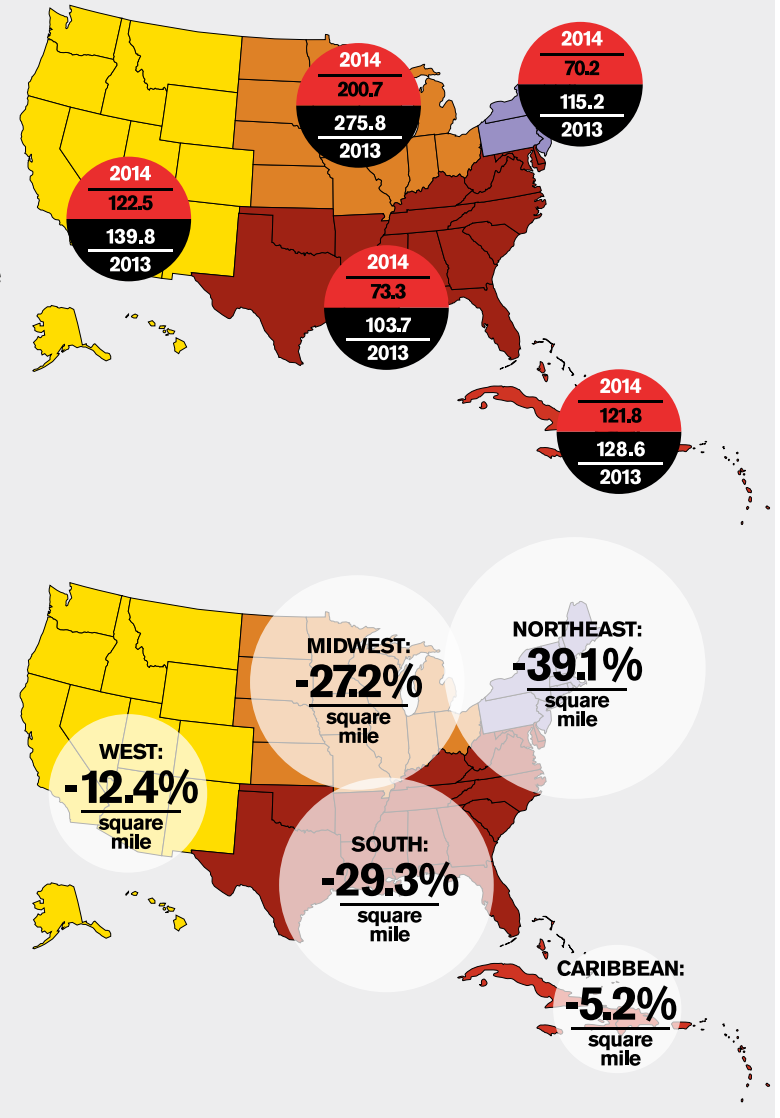 2014
70.2
115.2
2013
2014
200.7
275.8
2013
2014
122.5
139.8
2013
2014
73.3
103.7
2013
2014
121.8
128.6
2013
NORTHEAST:
-39.1%
square
mile
MIDWEST:
-27.2%
square
mile
WEST:
-12.4%
square
mile
SOUTH:
-29.3%
square
mile
CARIBBEAN:
-5.2%
square
mile